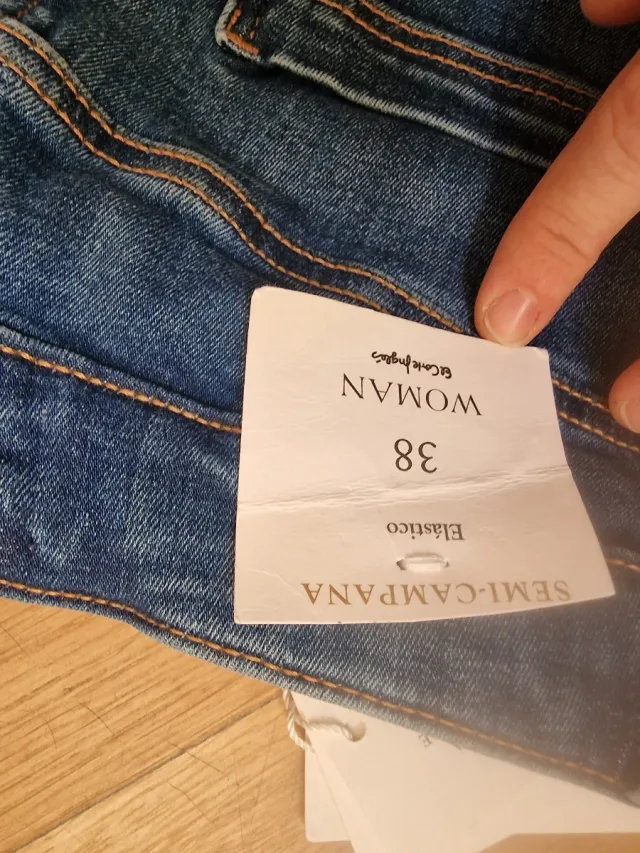 SEMI-CAMPANA
Elástico
38
WOMAN
El Corte Inglés